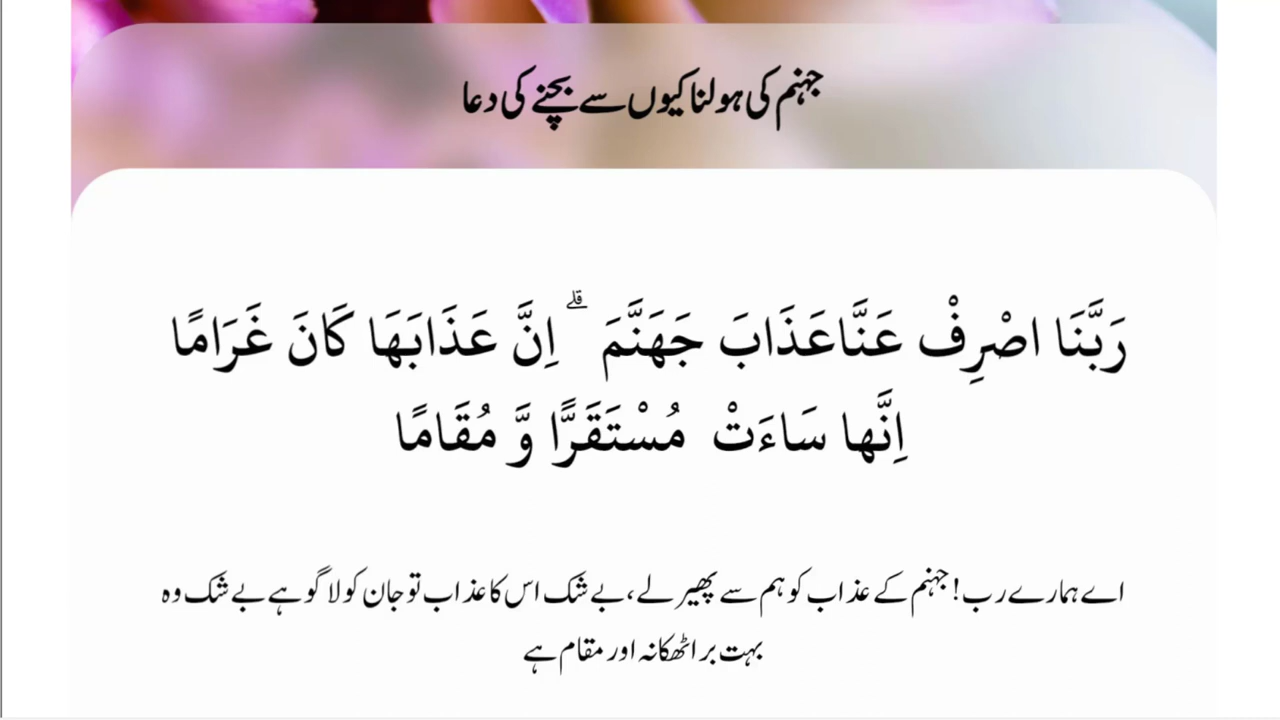 جہنم کی ہولناکیوں سے بچنے کی دعا
رَبَّنَا اصْرِفْ عَنَّاعَذَابَ جَهَنَّمَ ۖۗ اِنَّ عَذَابَهَا كَانَ غَرَامًا
اِنَّها سَاءَتْ مُسْتَقَرًّا وَّ مُقَامًا
اے ہمارے رب! جہنم کے عذاب کو ہم سے پھیر لے، بے شک اس کا عذاب تو جان کو لاگو ہے بے شک وہ
بہت برا ٹھکانہ اور مقام ہے